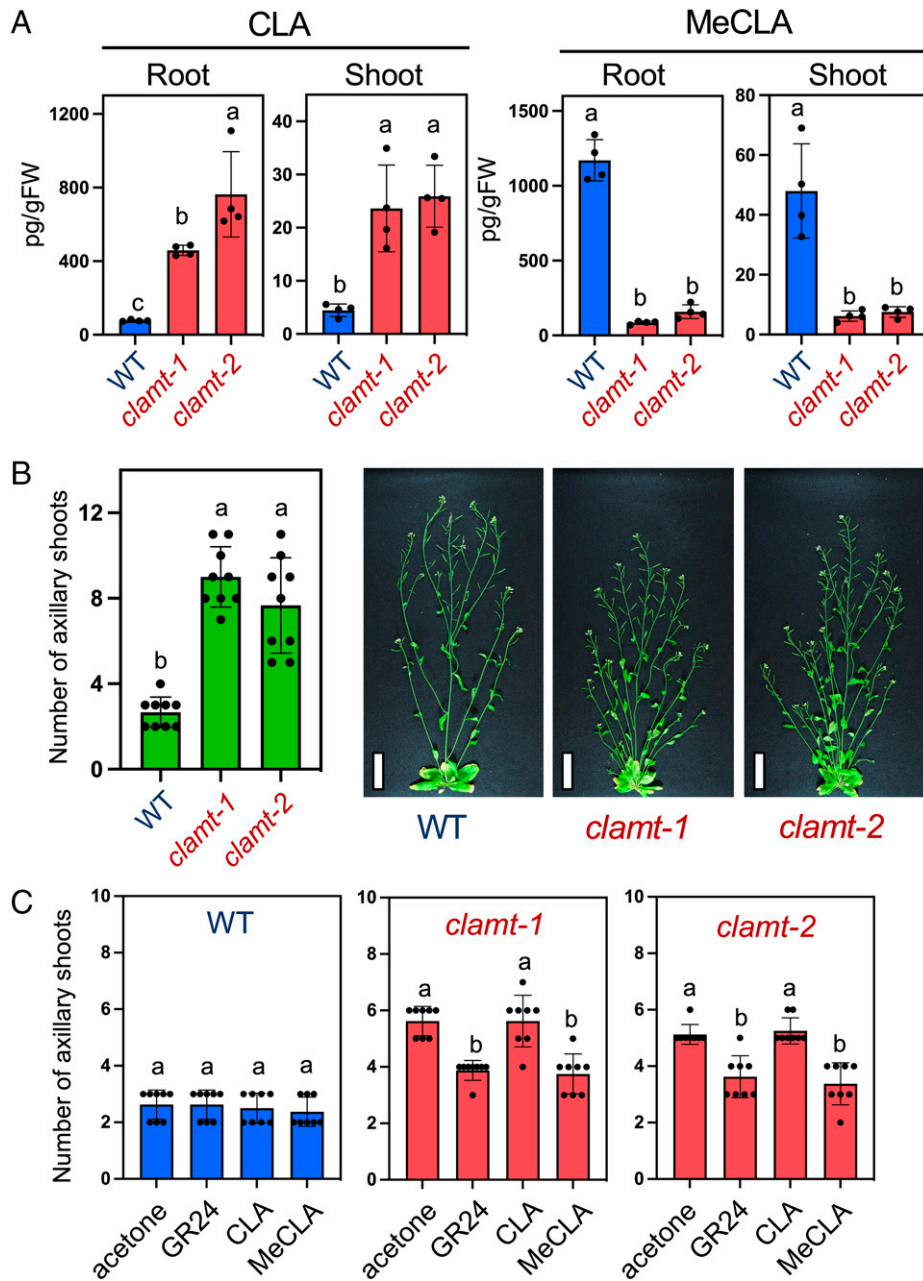 A
CLA
MeCLA
Root
Shoot
Root
Shoot
pg/gFW
1200
800
400
0
c
b
a
WT
clamt-1
clamt-2
40
30
20
10
0
b
a
a
WT
clamt-1
clamt-2
pg/gFW
1500
1000
500
0
a
b
b
WT
clamt-1
clamt-2
80
60
40
20
0
a
b
b
WT
clamt-1
clamt-2
B
Number of axillary shoots
12
8
4
0
b
a
a
WT
clamt-1
clamt-2
WT
clamt-1
clamt-2
C
Number of axillary shoots
10
8
6
4
2
0
WT
a
a
a
a
acetone
GR24
CLA
MeCLA
10
8
6
4
2
0
clamt-1
a
b
a
b
acetone
GR24
CLA
MeCLA
10
8
6
4
2
0
clamt-2
a
b
a
b
acetone
GR24
CLA
MeCLA